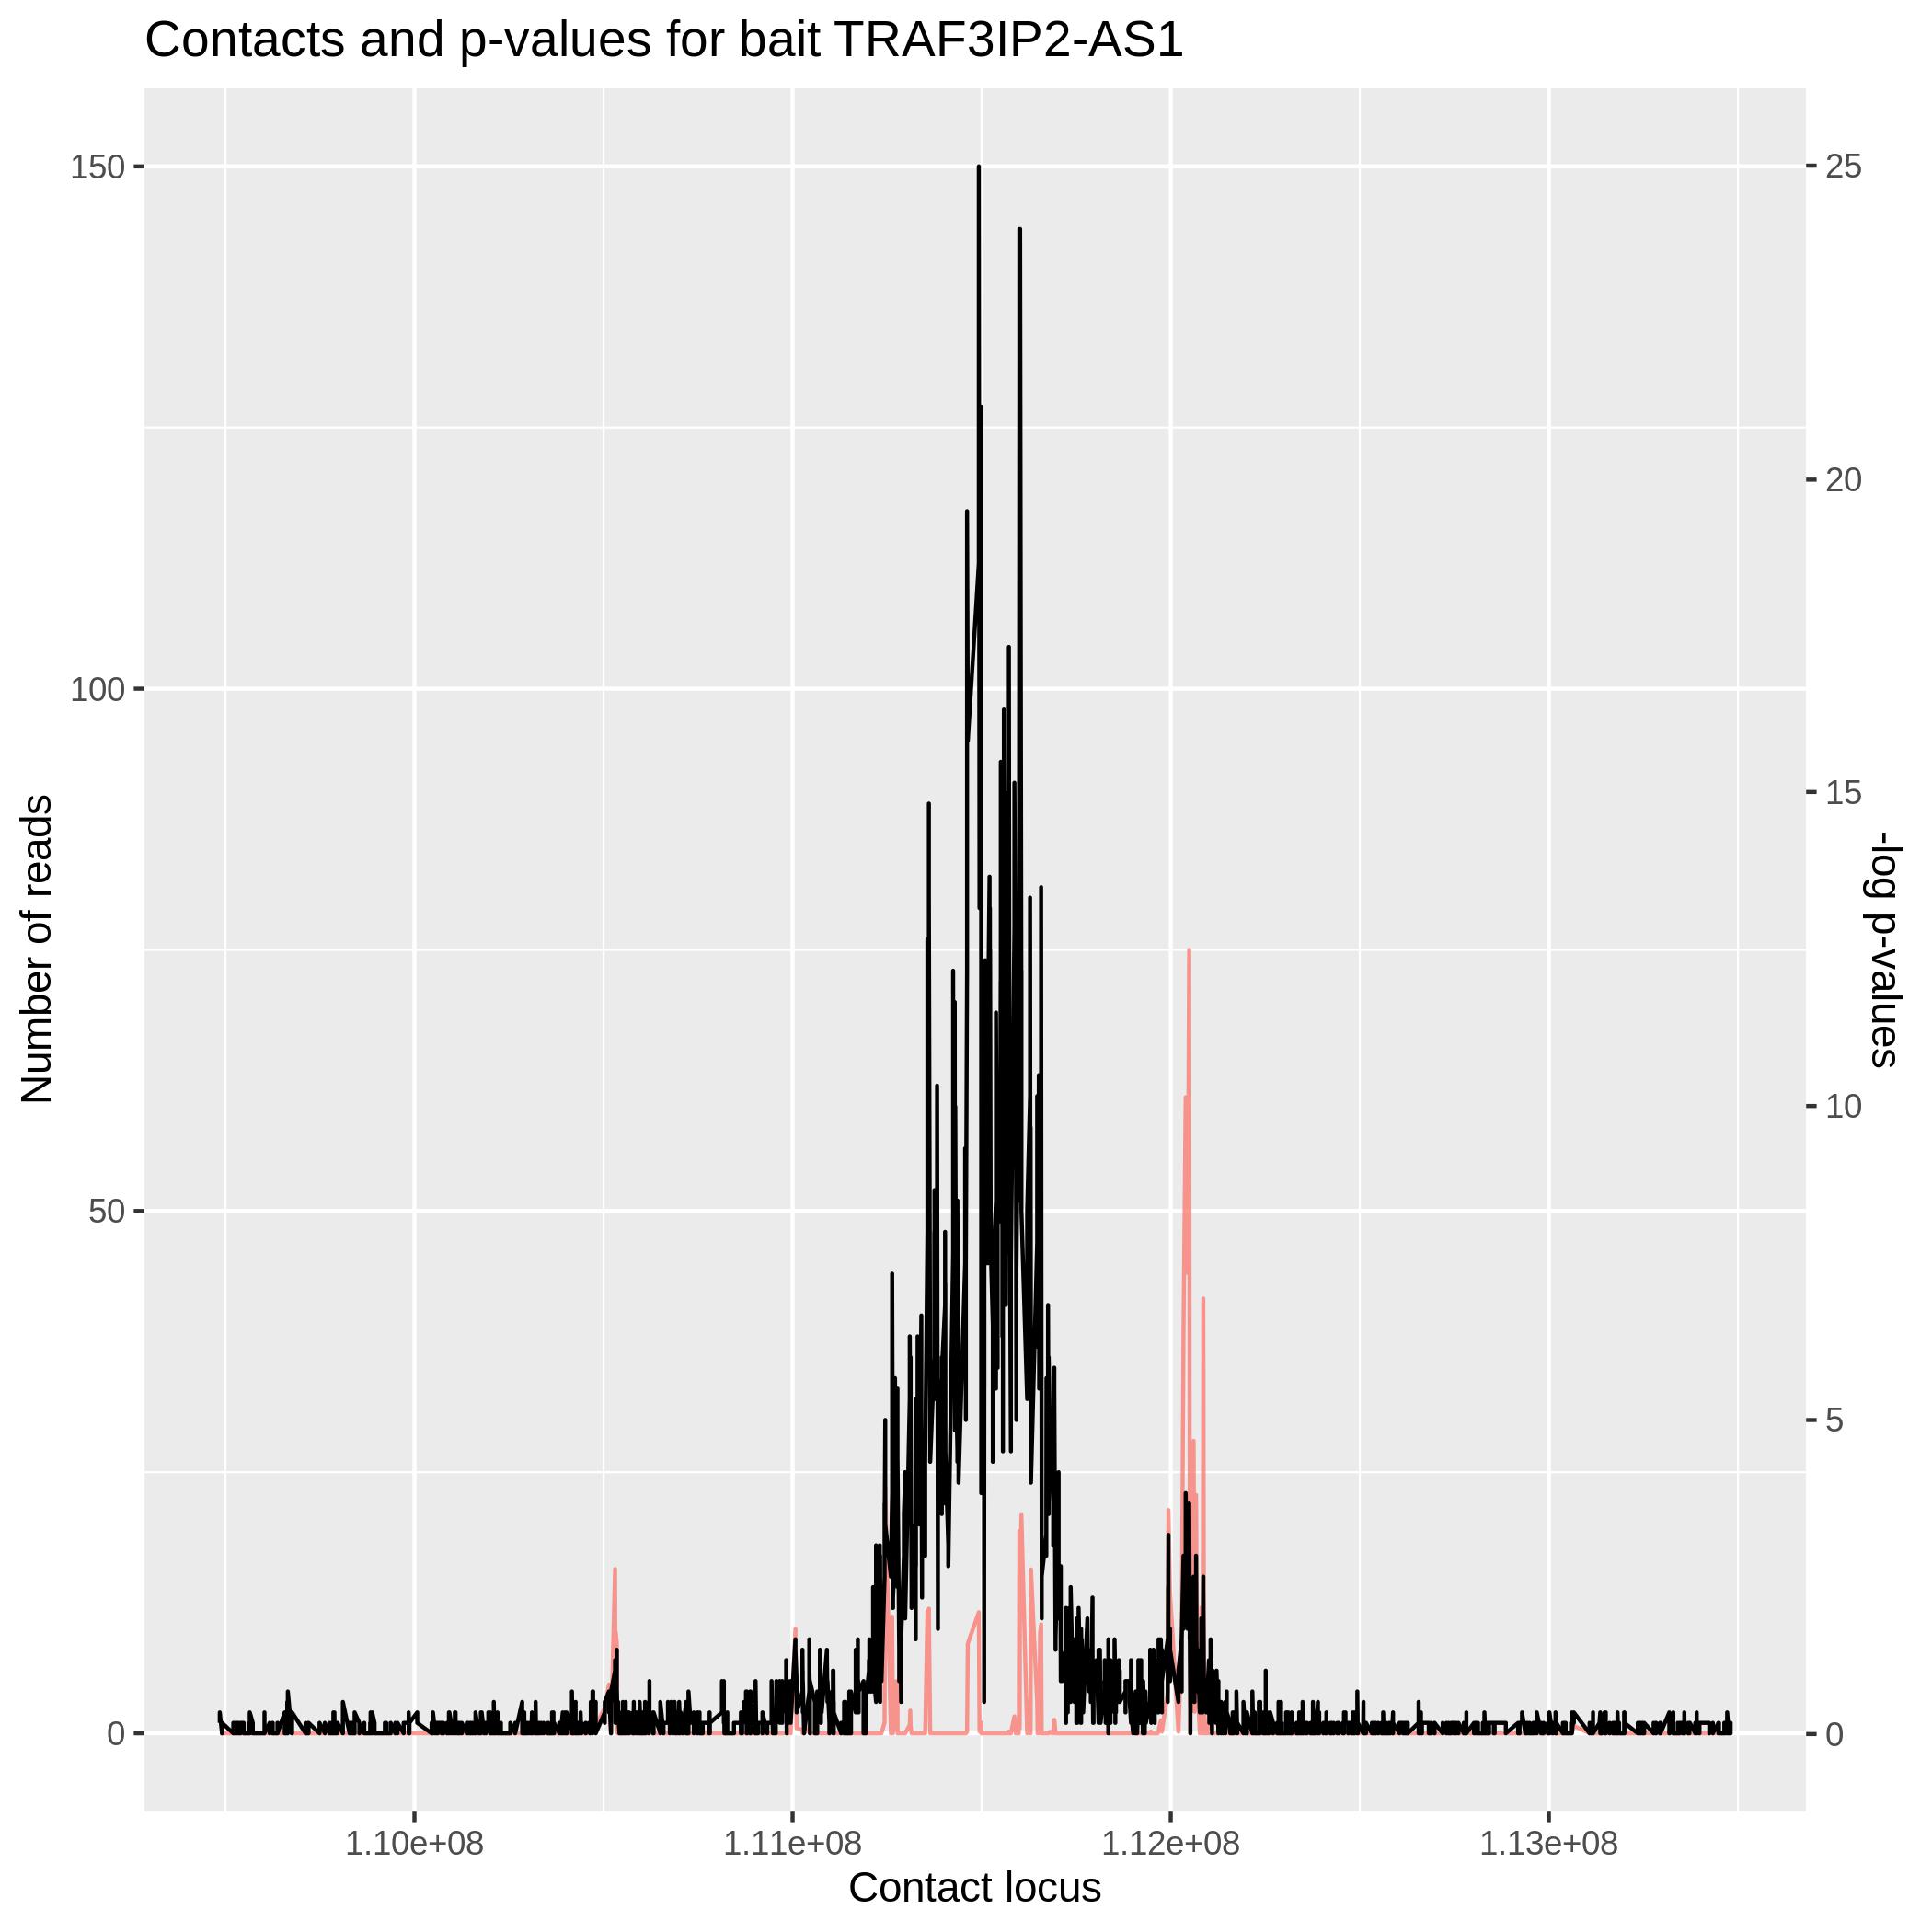 Contacts and p-values for bait TRAF3IP2-AS1
150
100
50
0
Number of reads
25
20
15
10
5
0
-log p-values
1.10e+08
1.11e+08
1.12e+08
1.13e+08
Contact locus